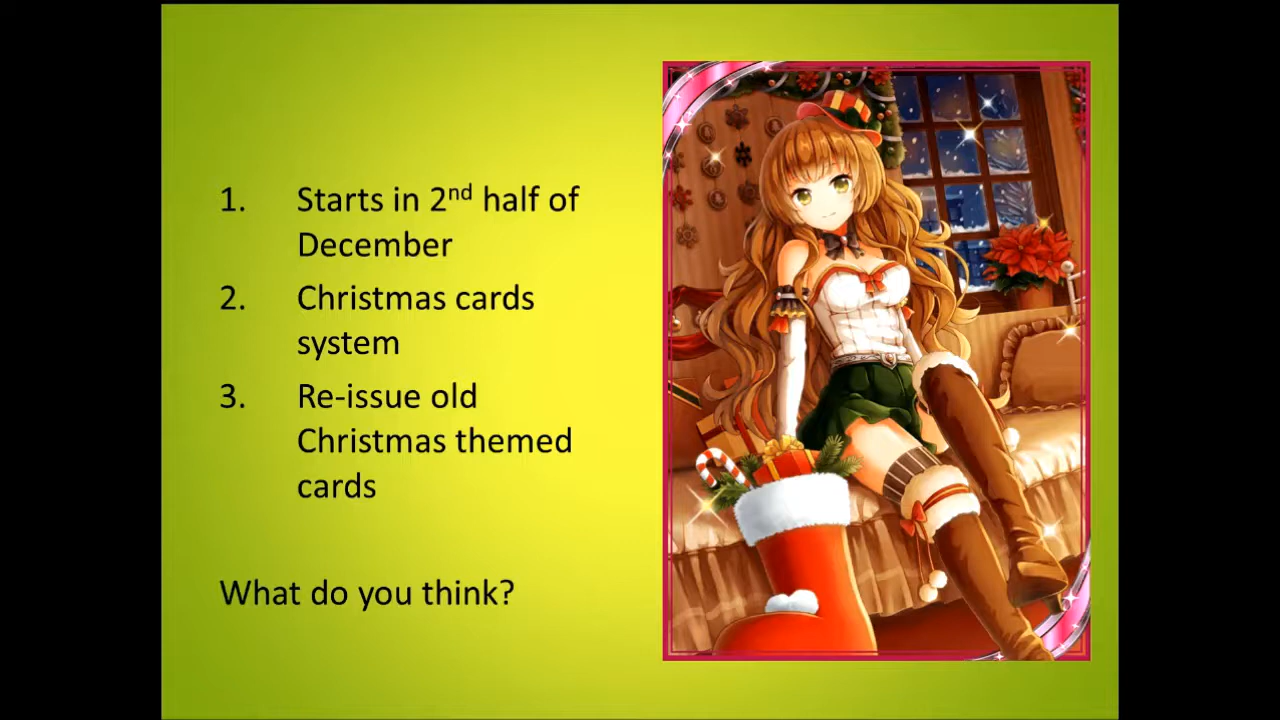 1. Starts in 2nd half of
December
2. Christmas cards
system
3. Re-issue old
Christmas themed
cards
What do you think?